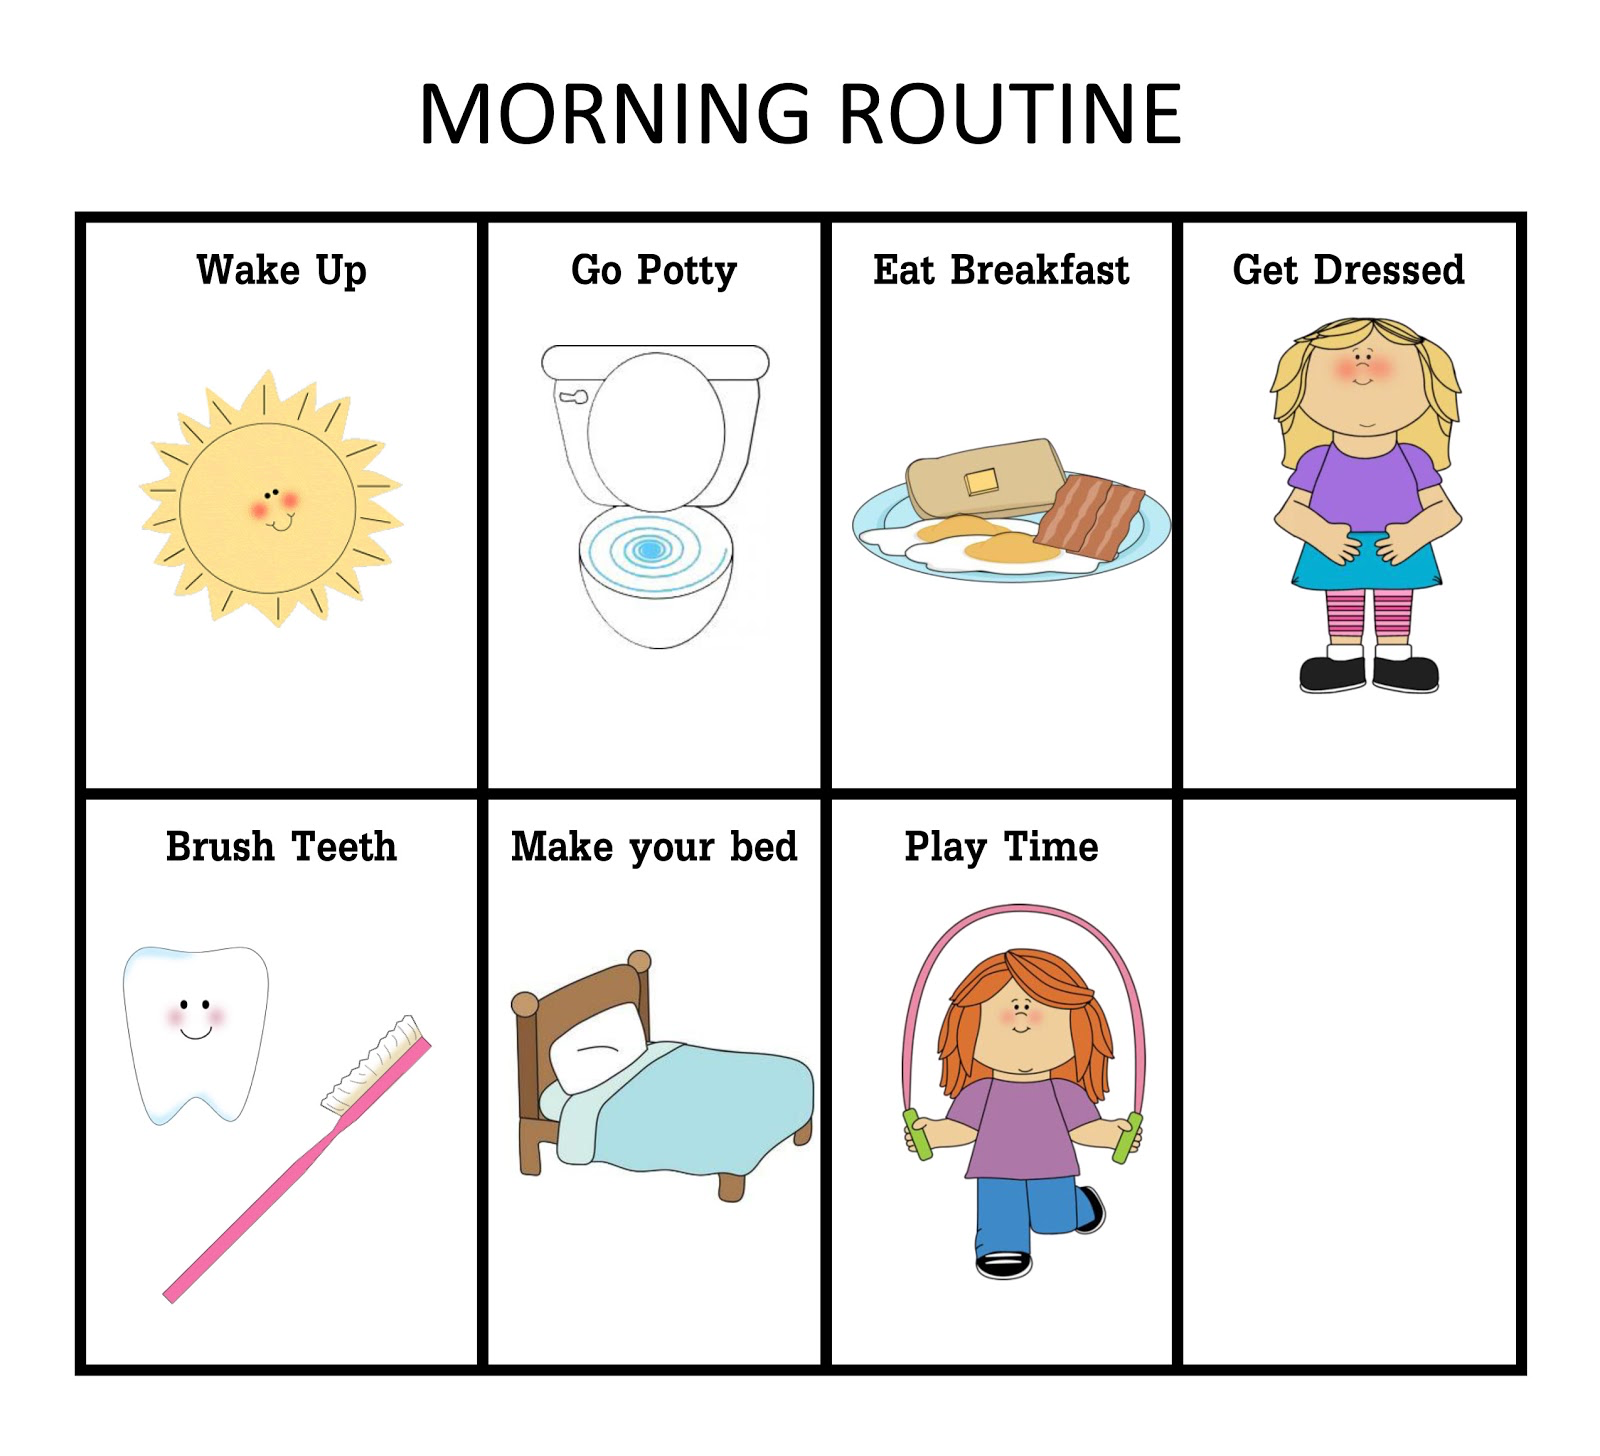 MORNING ROUTINE
Wake Up
Go Potty
Eat Breakfast
Get Dressed
Brush Teeth
Make your bed
Play Time